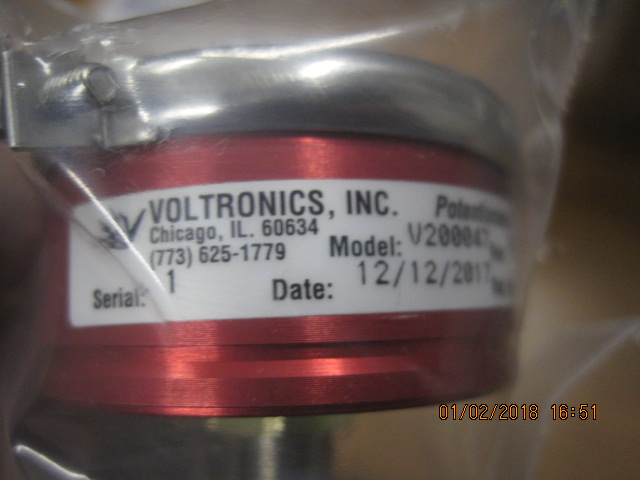 VOLTRONICS, INC.
Chicago, IL. 60634
(773) 625-1779
Model:
Serial: 1
Date: 12/12/2017
01/02/2018 16:51